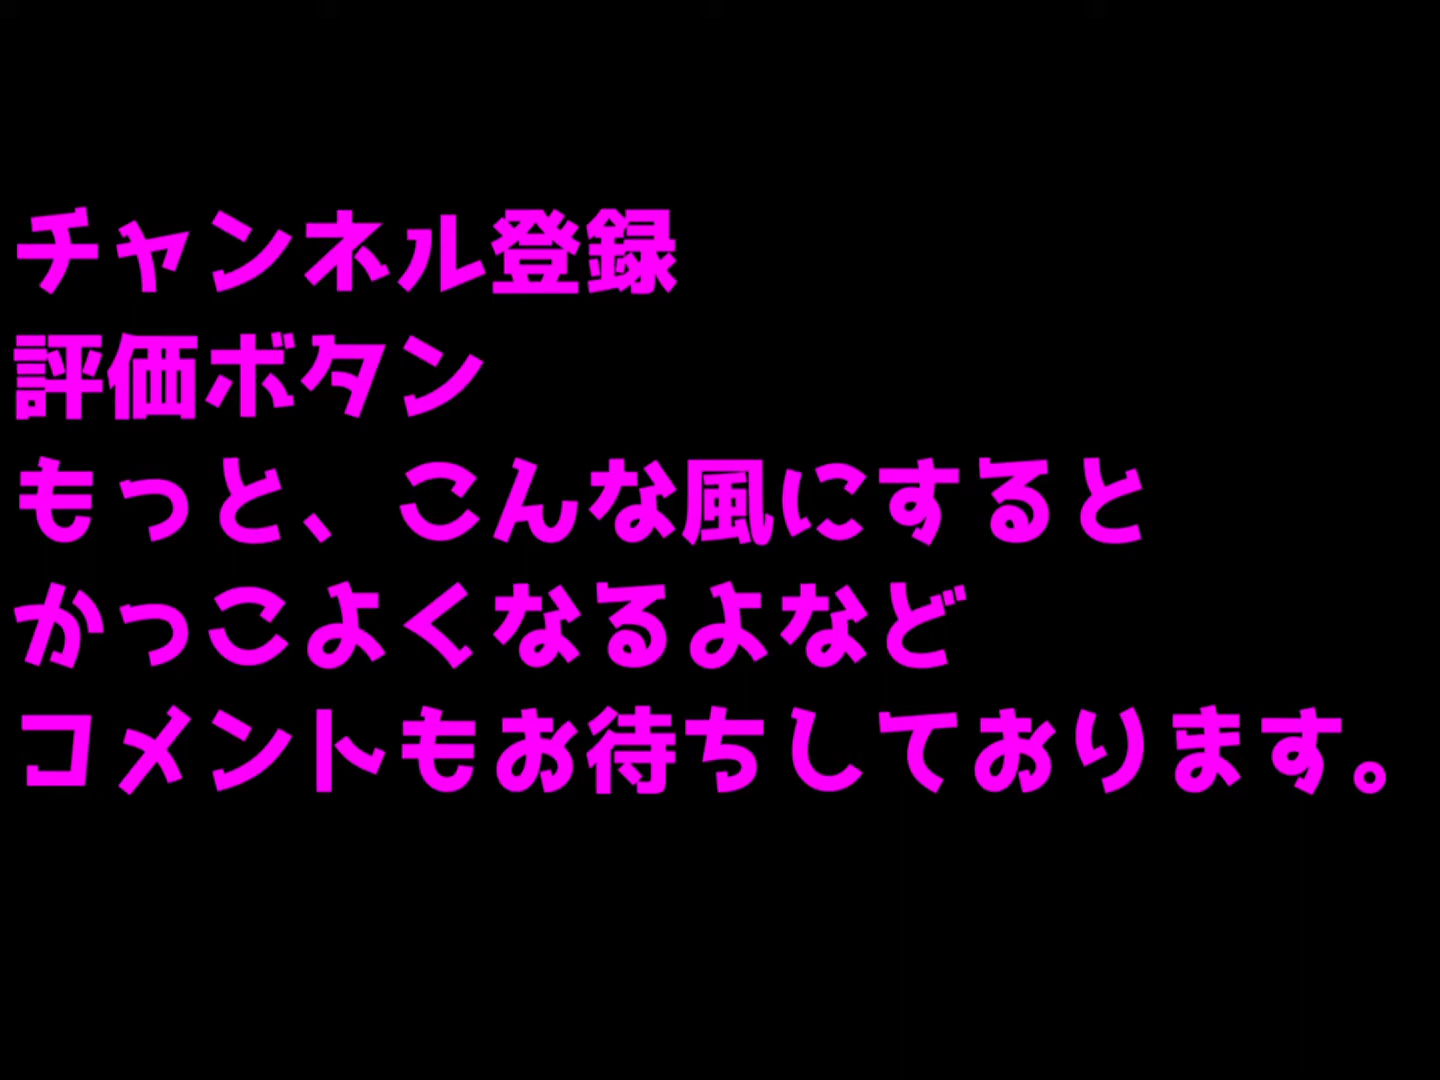 チャンネル登録
評価ボタン
もっと、こんな風にすると
かっこよくなるよなど
コメントもお待ちしております。